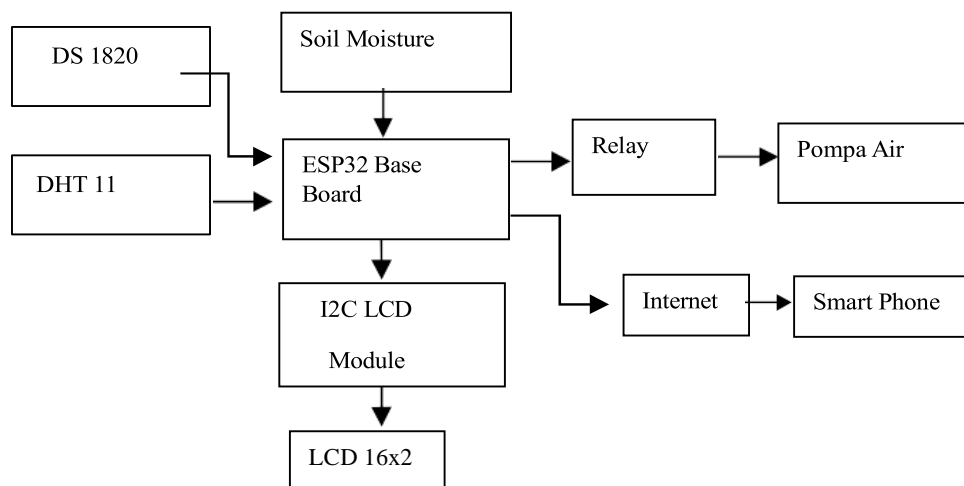 DS 1820
Soil Moisture
DHT 11
ESP32 Base
Board
Relay
Pompa Air
I2C LCD
Module
Internet
Smart Phone
LCD 16x2